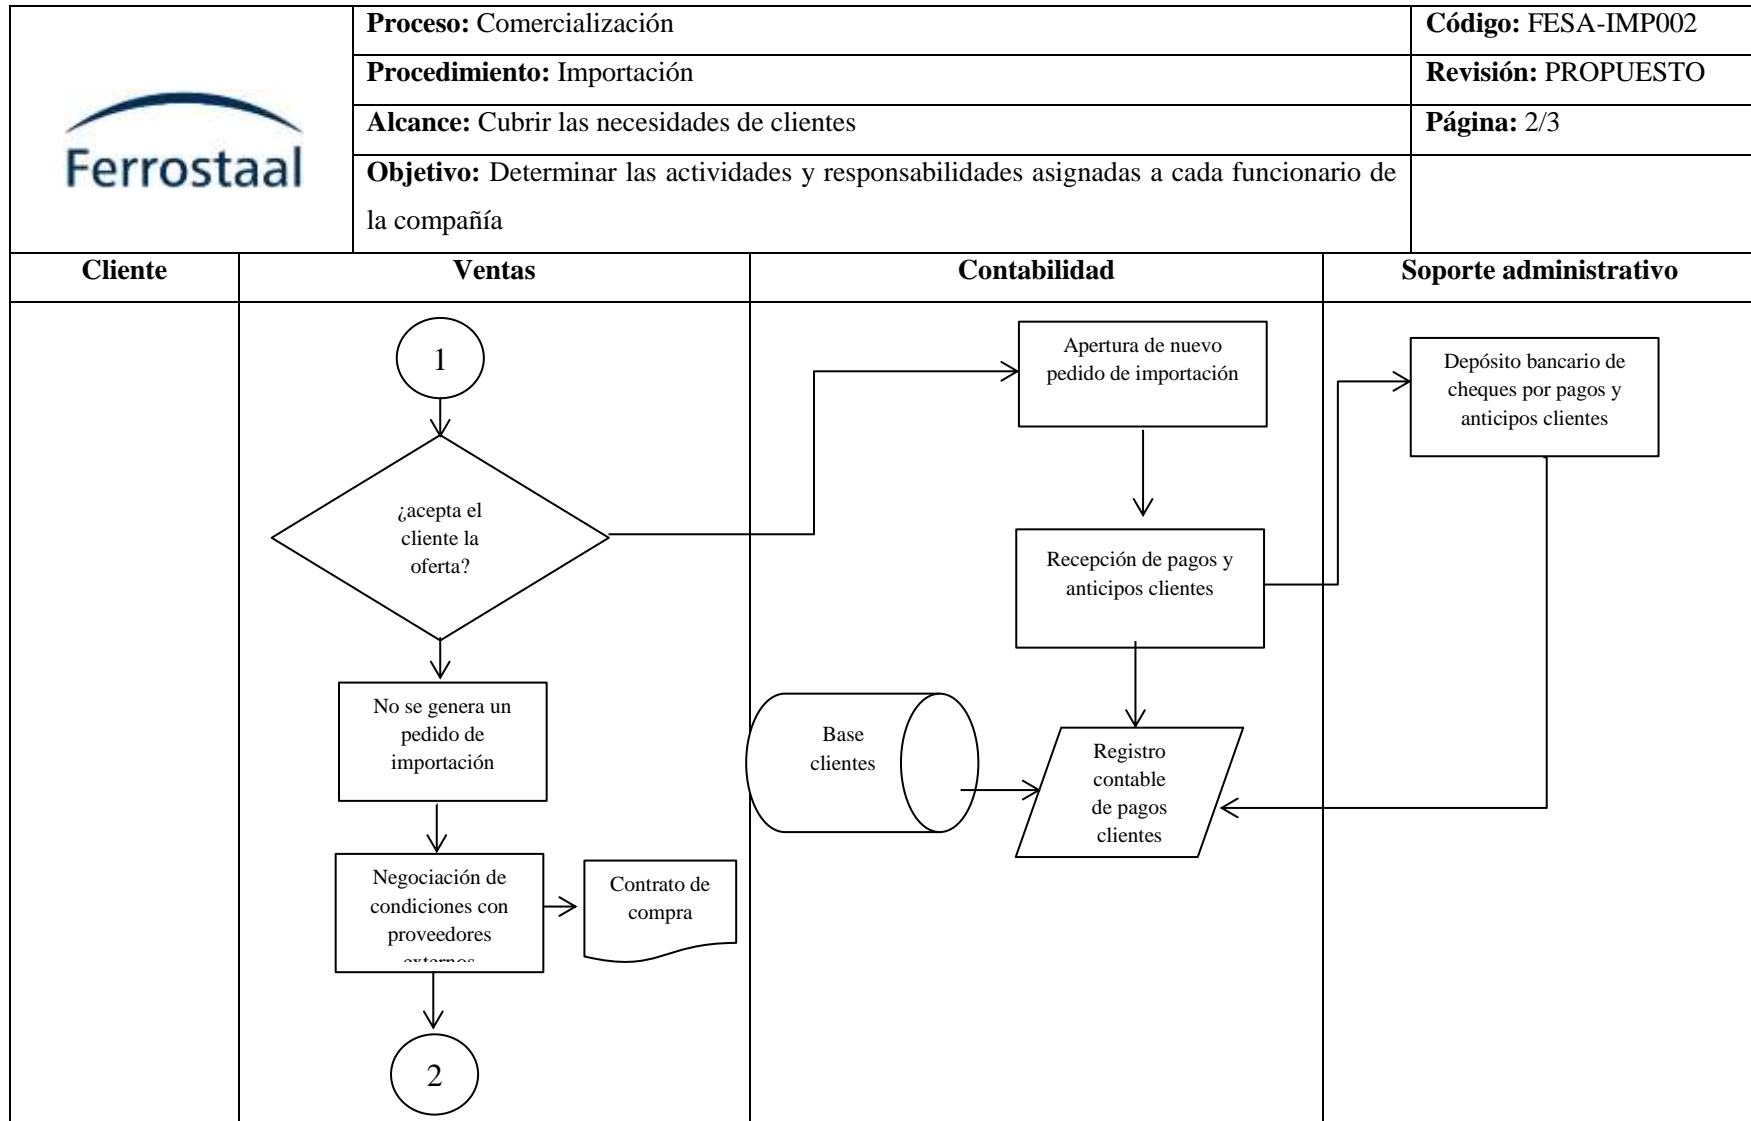 Ferrostaal
Proceso: Comercialización
Código: FESA-IMP002
Procedimiento: Importación
Revisión: PROPUESTO
Alcance: Cubrir las necesidades de clientes
Página: 2/3
Objetivo: Determinar las actividades y responsabilidades asignadas a cada funcionario de
la compañía
Cliente
Ventas
Contabilidad
Soporte administrativo
1
¿acepta el
cliente la
oferta?
No se genera un
pedido de
importación
Negociación de
condiciones con
proveedores
externos
Contrato de
compra
2
Apertura de nuevo
pedido de importación
Recepción de pagos y
anticipos clientes
Base
clientes
Registro
contable
de pagos
clientes
Depósito bancario de
cheques por pagos y
anticipos clientes